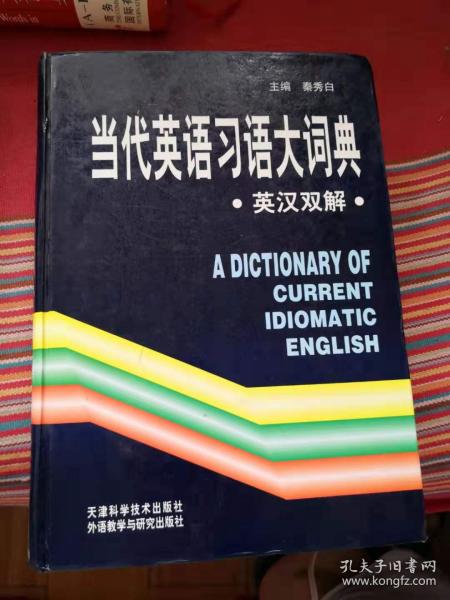 主编 秦秀白
当代英语习语大词典
·英汉双解·
A DICTIONARY OF
CURRENT
IDIOMATIC
ENGLISH
天津科学技术出版社
外语教学与研究出版社
孔夫子旧书网
www.kongfz.com